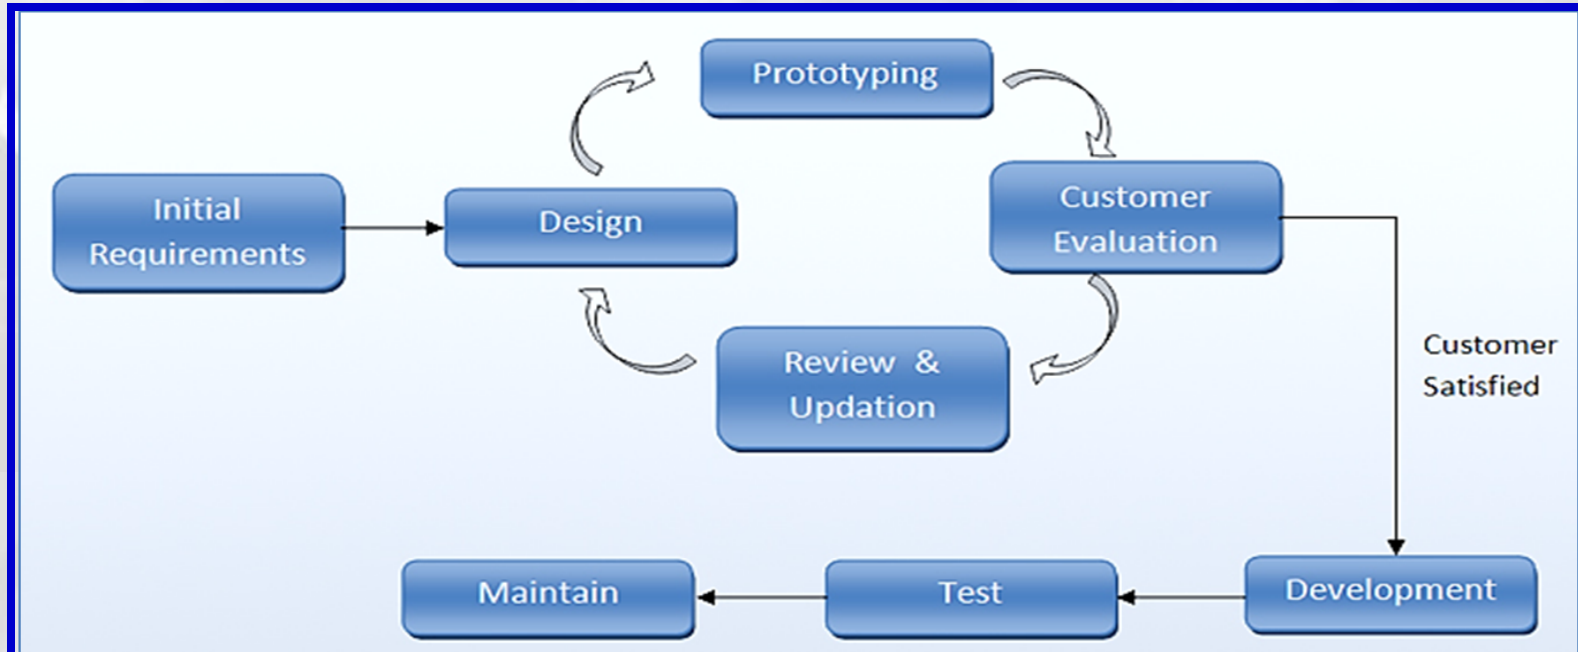 Prototyping
Initial
Requirements
Design
Customer
Evaluation
Review & 
Updation
Customer
Satisfied
Maintain
Test
Development